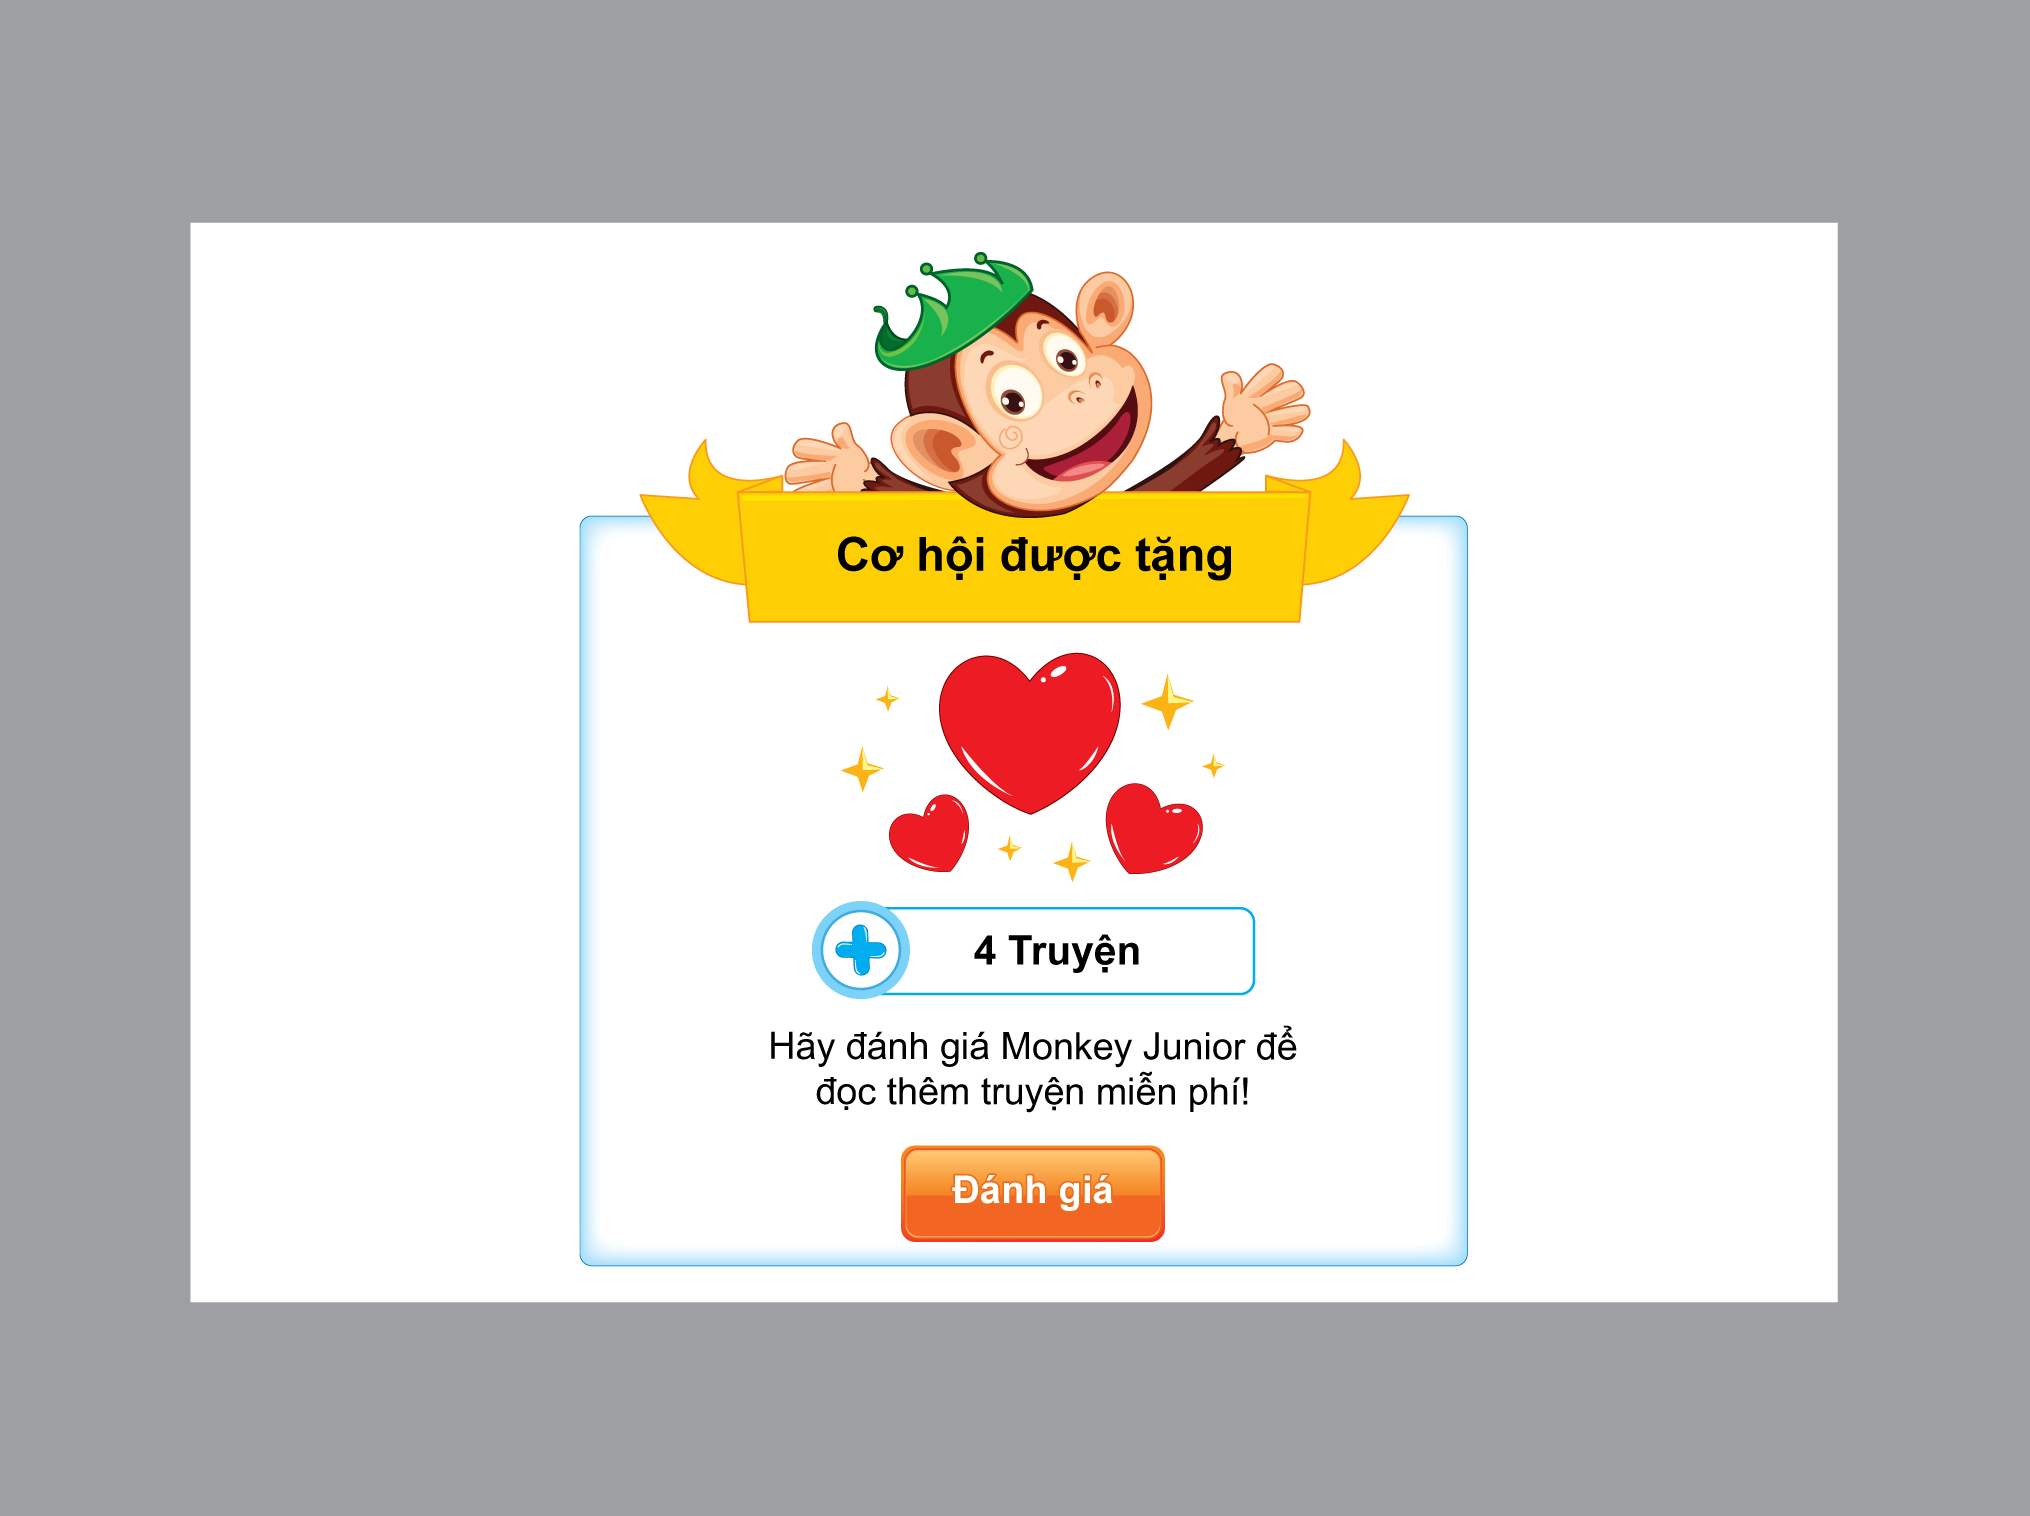 Cơ hội được tặng
4 Truyện
Hãy đánh giá Monkey Junior để
đọc thêm truyện miễn phí!
Đánh giá